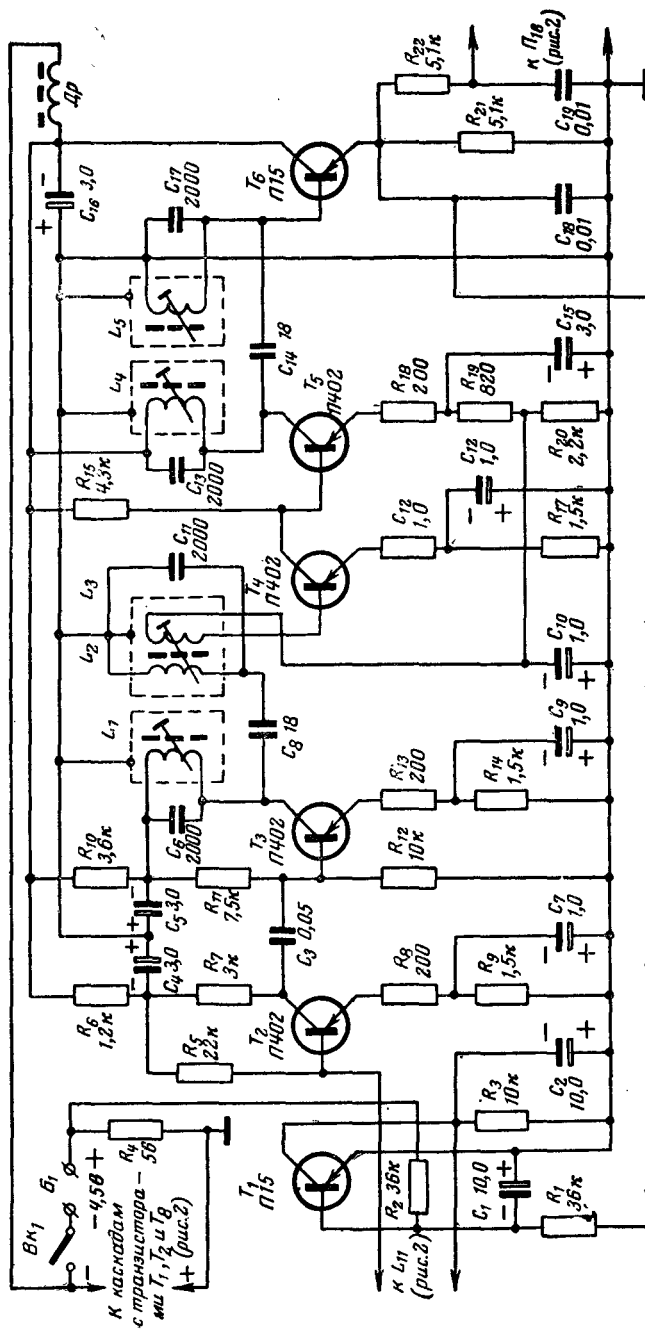 Вк₁
Б₁
– 4,5в +
–
К каскадам
с транзистора –
ми T₁, T₂ и T₈
+ (рис.2)
R₄
56
T₁
П15
R₂ 36к
к L₁₁
(рис.2)
C₁ 10,0
–
+
R₁
36к
R₃
10к
C₂
10,0
–
+
R₆
1,2к
R₅
22к
C₄ 3,0
–
+
R₇
3к
T₂
П402
C₃
0,05
R₈
200
R₉
1,5к
C₇
1,0
–
+
R₁₀
3,6к
C₅ 3,0
+
–
R₁₁
7,5к
C₆
2000
L₁
T₃
П402
R₁₂
10к
R₁₃
200
R₁₄
1,5к
C₉
1,0
–
+
C₈
18
L₂
L₃
C₁₁
2000
T₄
П402
C₁₀
1,0
–
+
C₁₂
1,0
C₁₂
1,0
–
+
R₁₇
1,5к
R₁₅
4,3к
C₁₃
2000
L₄
L₅
T₅
П402
C₁₄
18
R₁₈
200
R₁₉
820
R₂₀
2,2к
C₁₅
3,0
–
+
C₁₆ 3,0
+
–
Др
C₁₇
2000
T₆
П15
C₁₈
0,01
R₂₁
5,1к
R₂₂
5,1к
C₁₉
0,01
к П₁в
(рис.2)